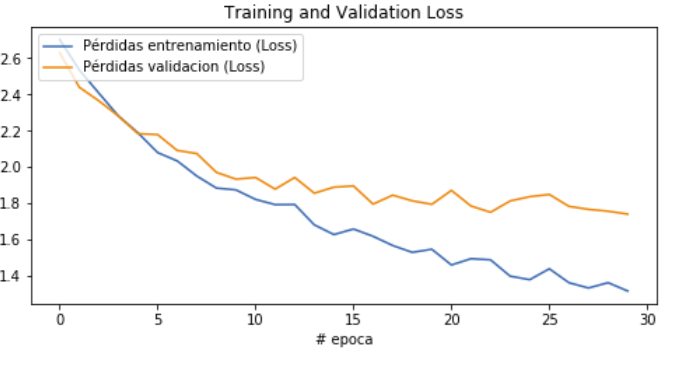 Training and Validation Loss
Pérdidas entrenamiento (Loss)
Pérdidas validacion (Loss)
2.6
2.4
2.2
2.0
1.8
1.6
1.4
0 5 10 15 20 25 30
# epoca